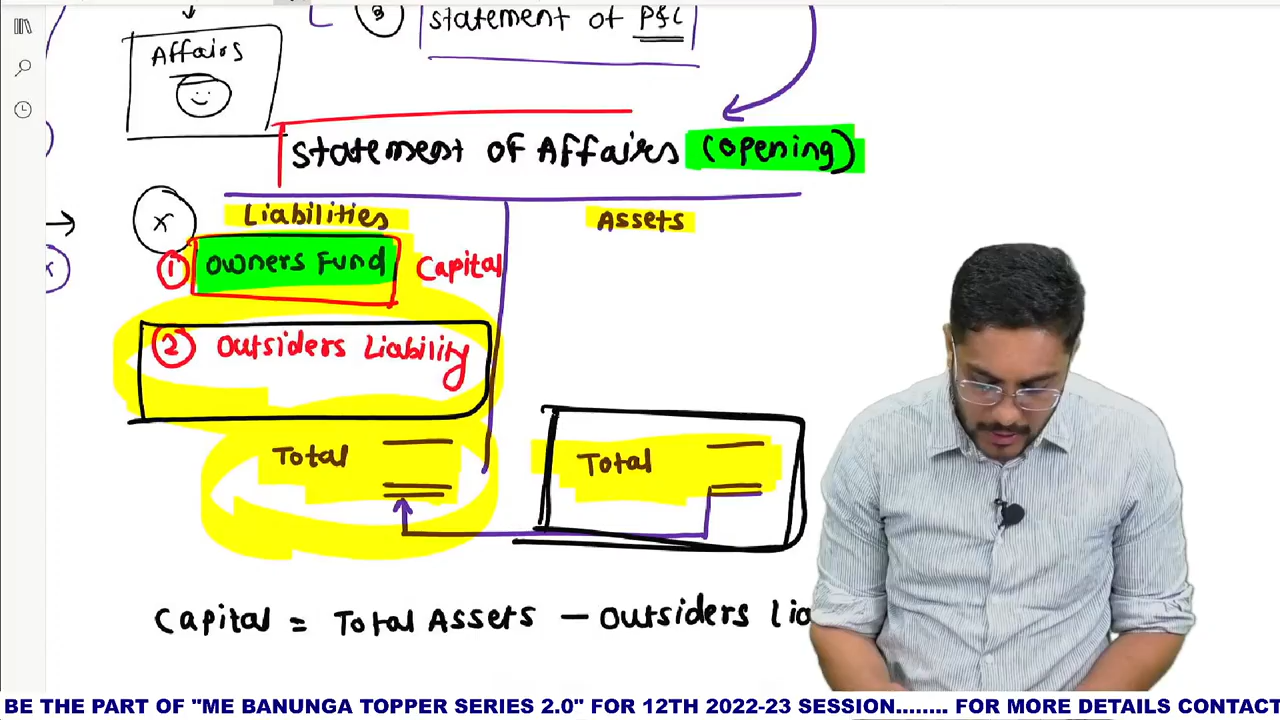 3 statement of P&L
Affairs
Statement of Affairs (opening)
x Liabilities Assets
1 Owners Fund Capital
2 Outsiders Liability
Total Total
Capital = Total Assets – Outsiders Lia
BE THE PART OF "ME BANUNGA TOPPER SERIES 2.0" FOR 12TH 2022-23 SESSION........ FOR MORE DETAILS CONTACT